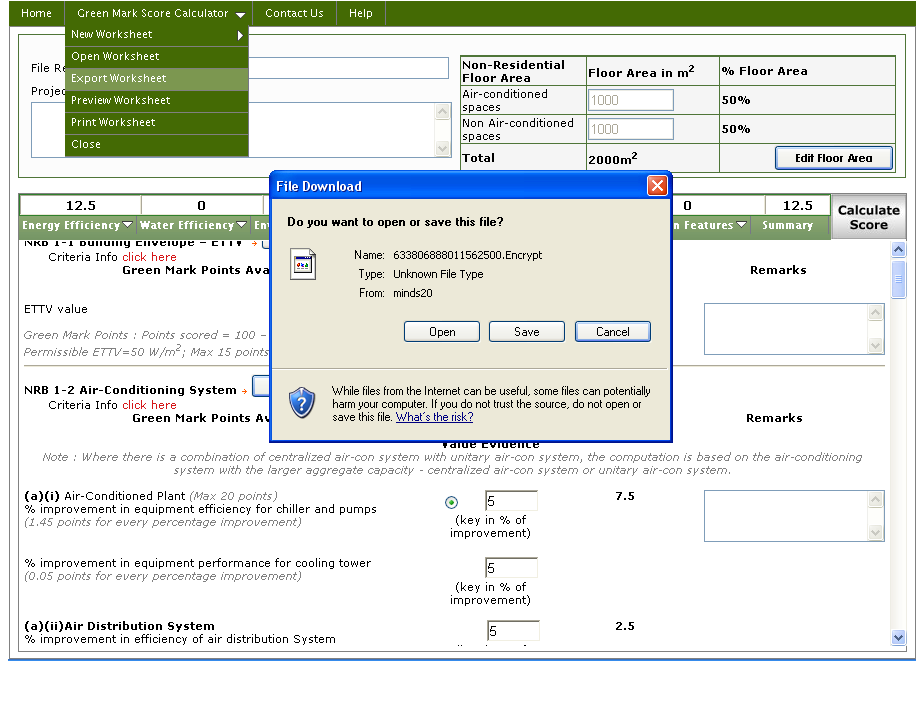 Home Green Mark Score Calculator Contact Us Help
New Worksheet
Open Worksheet
Export Worksheet
Preview Worksheet
Print Worksheet
Close
File Re
Projec
Non-Residential Floor Area Floor Area in m2 % Floor Area
Air-conditioned spaces 1000 50%
Non Air-conditioned spaces 1000 50%
Total 2000m2 Edit Floor Area
12.5 0 0 12.5
Calculate Score
Energy Efficiency Water Efficiency En n Features Summary
NRB 1-1 Building Envelope – ETTV
Criteria Info click here
Green Mark Points Ava Remarks
ETTV value
Green Mark Points : Points scored = 100 –
Permissible ETTV=50 W/m2; Max 15 points
NRB 1-2 Air-Conditioning System
Criteria Info click here
Green Mark Points Av Remarks
Value Evidence
File Download
Do you want to open or save this file?
Name: 633806888011562500.Encrypt
Type: Unknown File Type
From: minds20
Open Save Cancel
While files from the Internet can be useful, some files can potentially
harm your computer. If you do not trust the source, do not open or
save this file. What's the risk?
Note : Where there is a combination of centralized air-con system with unitary air-con system, the computation is based on the air-conditioning
system with the larger aggregate capacity - centralized air-con system or unitary air-con system.
(a)(i) Air-Conditioned Plant (Max 20 points) 5 7.5
% improvement in equipment efficiency for chiller and pumps
(1.45 points for every percentage improvement) (key in % of
improvement)
% improvement in equipment performance for cooling tower 5
(0.05 points for every percentage improvement) (key in % of
improvement)
(a)(ii)Air Distribution System 5 2.5
% improvement in efficiency of air distribution System